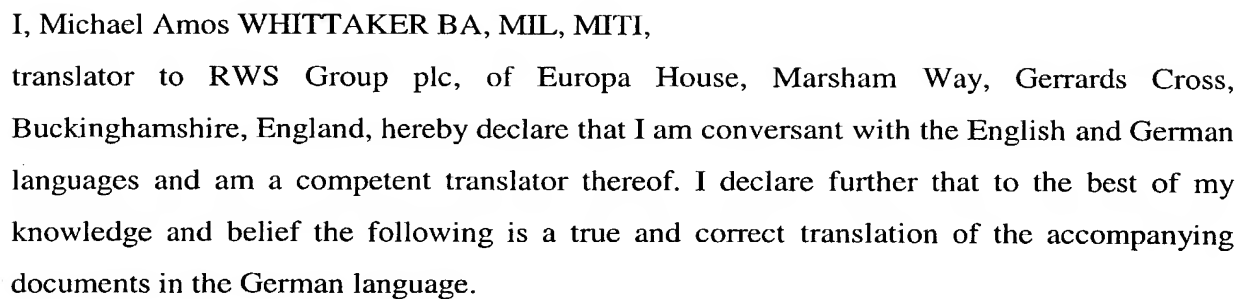 I, Michael Amos WHITTAKER BA, MIL, MITI,
translator to RWS Group plc, of Europa House, Marsham Way, Gerrards Cross,
Buckinghamshire, England, hereby declare that I am conversant with the English and German
languages and am a competent translator thereof. I declare further that to the best of my
knowledge and belief the following is a true and correct translation of the accompanying
documents in the German language.